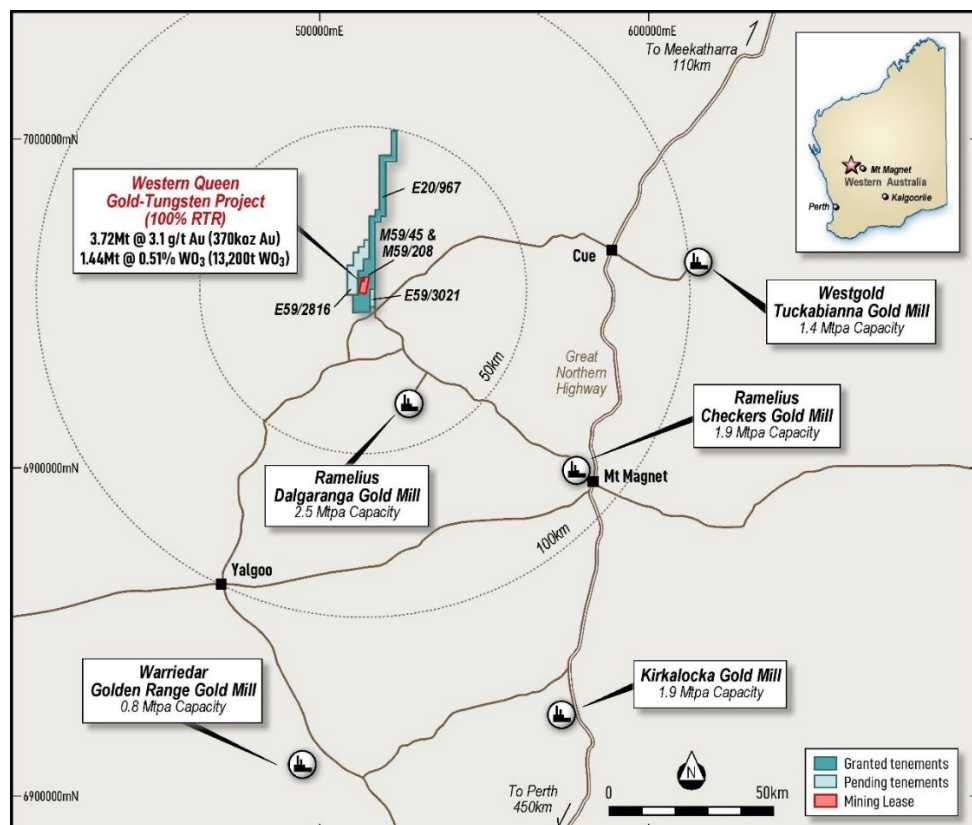 500000mE
600000mE
To Meekatharra
110km
7000000mN
Mt Magnet
Western Australia
Perth
Kalgoorlie
Western Queen
Gold-Tungsten Project
(100% RTR)
3.72Mt @ 3.1 g/t Au (370koz Au)
1.44Mt @ 0.51% WO₃ (13,200t WO₃)
E20/967
M59/45 &
M59/208
E59/2816
E59/3021
Cue
Westgold
Tuckabianna Gold Mill
1.4 Mtpa Capacity
50km
Great
Northern
Highway
Ramelius
Checkers Gold Mill
1.9 Mtpa Capacity
6900000mN
Ramelius
Dalgaranga Gold Mill
2.5 Mtpa Capacity
Mt Magnet
100km
Yalgoo
Warriedar
Golden Range Gold Mill
0.8 Mtpa Capacity
Kirkalocka Gold Mill
1.9 Mtpa Capacity
6900000mN
To Perth
450km
N
0
50km
Granted tenements
Pending tenements
Mining Lease